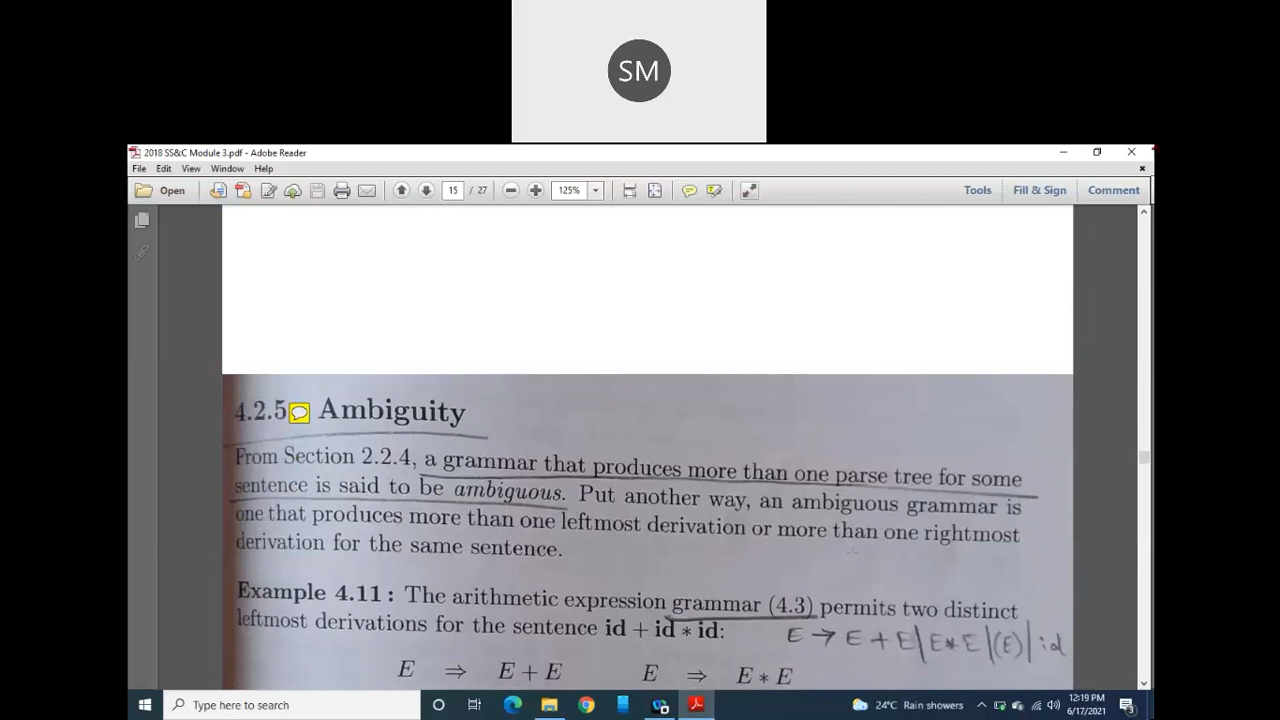 SM
2018 SS&C Module 3.pdf - Adobe Reader
File Edit View Window Help
Open 15 / 27 125% Tools Fill & Sign Comment
4.2.5 Ambiguity
From Section 2.2.4, a grammar that produces more than one parse tree for some
sentence is said to be ambiguous. Put another way, an ambiguous grammar is
one that produces more than one leftmost derivation or more than one rightmost
derivation for the same sentence.
Example 4.11: The arithmetic expression grammar (4.3) permits two distinct
leftmost derivations for the sentence id + id * id:
E → E + E | E * E | (E) | id
E ⇒ E + E E ⇒ E * E
Type here to search
24°C Rain showers
12:19 PM
6/17/2021
3